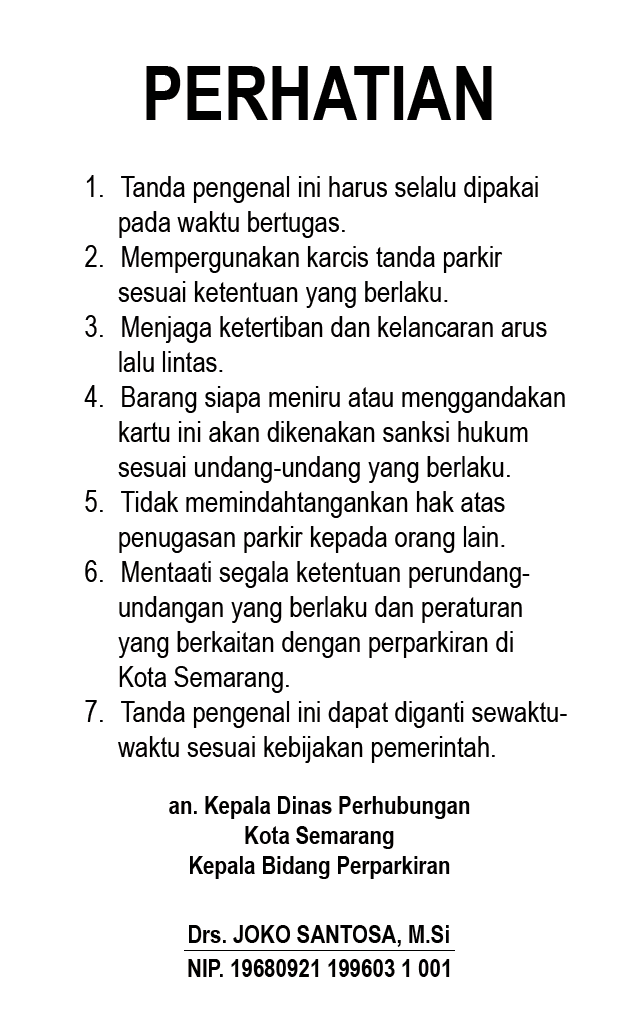 PERHATIAN
1. Tanda pengenal ini harus selalu dipakai
pada waktu bertugas.
2. Mempergunakan karcis tanda parkir
sesuai ketentuan yang berlaku.
3. Menjaga ketertiban dan kelancaran arus
lalu lintas.
4. Barang siapa meniru atau menggandakan
kartu ini akan dikenakan sanksi hukum
sesuai undang-undang yang berlaku.
5. Tidak memindahtangankan hak atas
penugasan parkir kepada orang lain.
6. Mentaati segala ketentuan perundang-
undangan yang berlaku dan peraturan
yang berkaitan dengan perparkiran di
Kota Semarang.
7. Tanda pengenal ini dapat diganti sewaktu-
waktu sesuai kebijakan pemerintah.
an. Kepala Dinas Perhubungan
Kota Semarang
Kepala Bidang Perparkiran
Drs. JOKO SANTOSA, M.Si
NIP. 19680921 199603 1 001